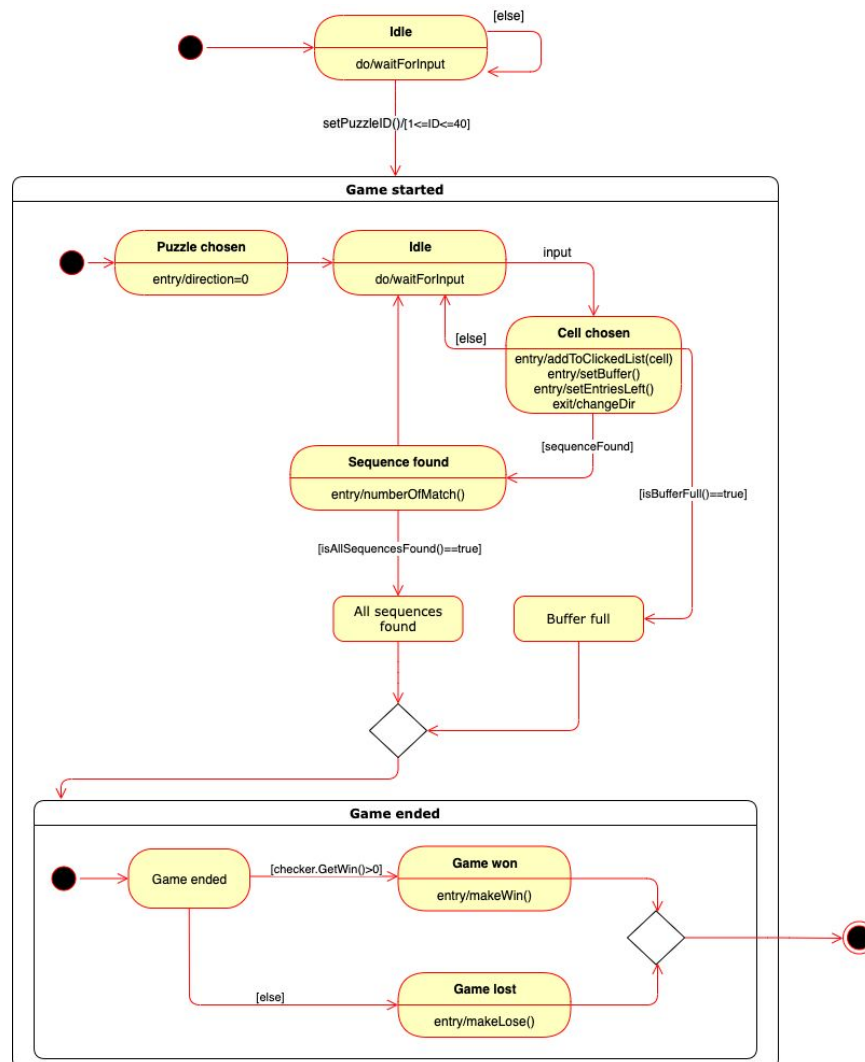 [else]
Idle
do/waitForInput
setPuzzleID()/[1<=ID<=40]
Game started
Puzzle chosen
entry/direction=0
Idle
do/waitForInput
input
[else]
Cell chosen
entry/addToClickedList(cell)
entry/setBuffer()
entry/setEntriesLeft()
exit/changeDir
[sequenceFound]
Sequence found
entry/numberOfMatch()
[isBufferFull()==true]
[isAllSequencesFound()==true]
All sequences
found
Buffer full
Game ended
Game ended
[checker.GetWin()>0]
Game won
entry/makeWin()
[else]
Game lost
entry/makeLose()